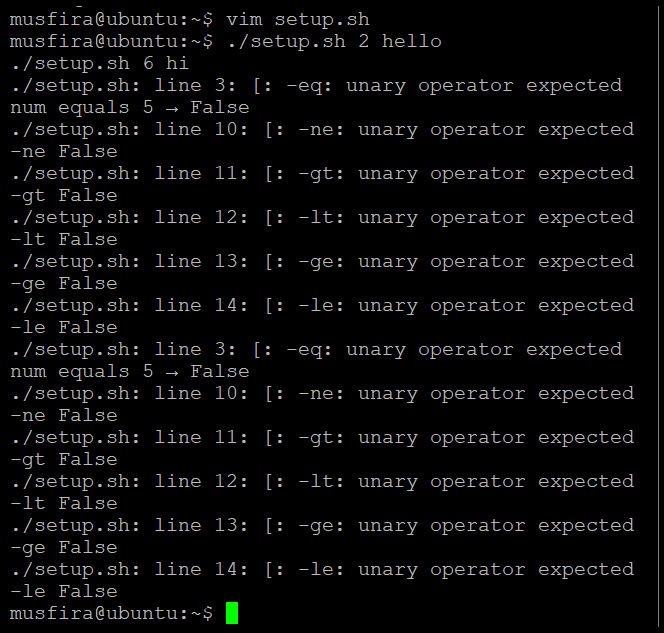 musfira@ubuntu:~$ vim setup.sh
musfira@ubuntu:~$ ./setup.sh 2 hello
./setup.sh 6 hi
./setup.sh: line 3: [: -eq: unary operator expected
num equals 5 → False
./setup.sh: line 10: [: -ne: unary operator expected
-ne False
./setup.sh: line 11: [: -gt: unary operator expected
-gt False
./setup.sh: line 12: [: -lt: unary operator expected
-lt False
./setup.sh: line 13: [: -ge: unary operator expected
-ge False
./setup.sh: line 14: [: -le: unary operator expected
-le False
./setup.sh: line 3: [: -eq: unary operator expected
num equals 5 → False
./setup.sh: line 10: [: -ne: unary operator expected
-ne False
./setup.sh: line 11: [: -gt: unary operator expected
-gt False
./setup.sh: line 12: [: -lt: unary operator expected
-lt False
./setup.sh: line 13: [: -ge: unary operator expected
-ge False
./setup.sh: line 14: [: -le: unary operator expected
-le False
musfira@ubuntu:~$